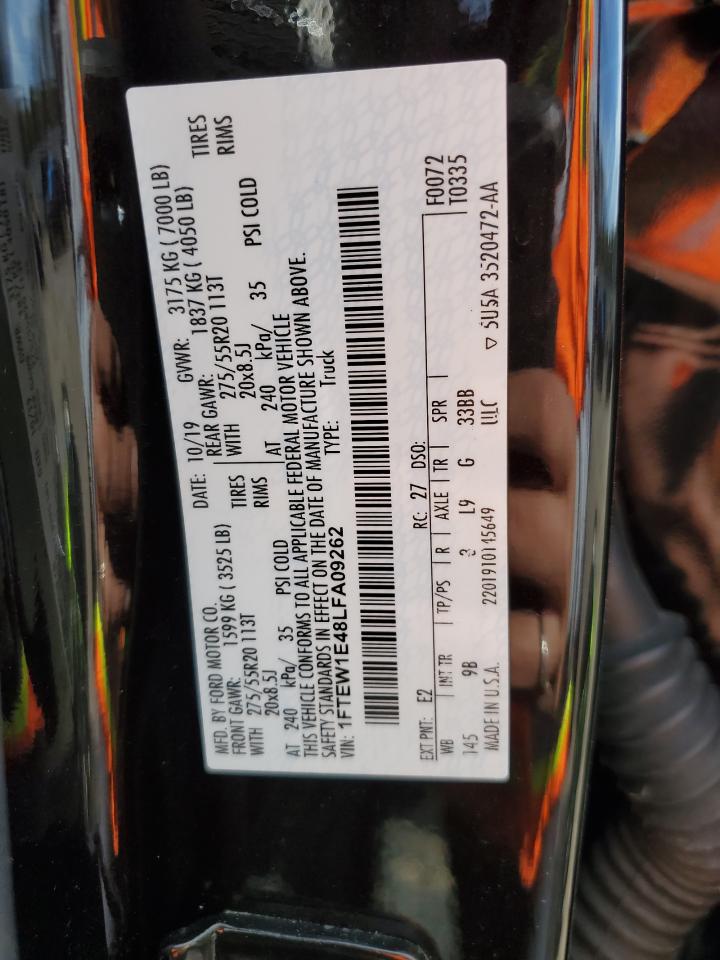 MFD. BY FORD MOTOR CO. DATE: 10/19 GVWR: 3175 KG ( 7000 LB)
FRONT GAWR: 1599 KG ( 3525 LB) REAR GAWR: 1837 KG ( 4050 LB)
WITH 275/55R20 113T TIRES WITH 275/55R20 113T TIRES
20x8.5J RIMS 20x8.5J RIMS
AT 240 kPa/ 35 PSI COLD AT 240 kPa/ 35 PSI COLD
THIS VEHICLE CONFORMS TO ALL APPLICABLE FEDERAL MOTOR VEHICLE
SAFETY STANDARDS IN EFFECT ON THE DATE OF MANUFACTURE SHOWN ABOVE.
VIN: 1FTEW1E48LFA09262 TYPE: Truck
EXT PNT: E2 RC: 27 DSO: F0072
WB INT TR TP/PS R AXLE TR SPR T0335
145 9B 3 L9 G 33BB
MADE IN U.S.A. 2201910145649 ULC ▽ 5U5A 3520472-AA